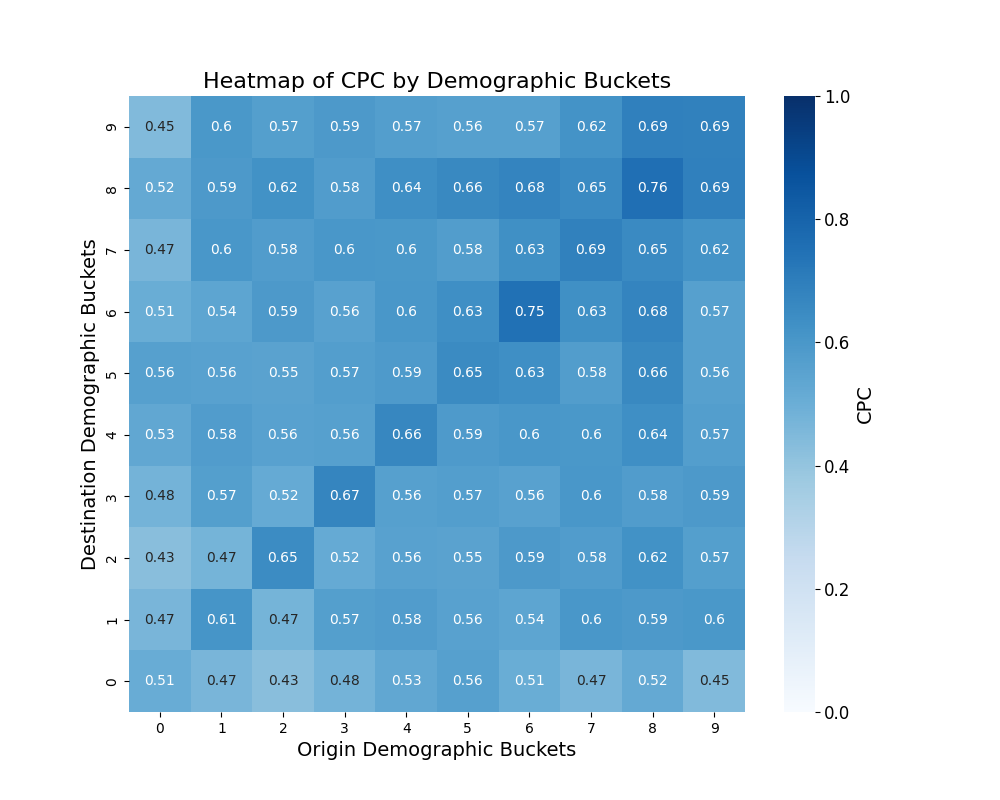 Heatmap of CPC by Demographic Buckets
9 0.45 0.6 0.57 0.59 0.57 0.56 0.57 0.62 0.69 0.69
8 0.52 0.59 0.62 0.58 0.64 0.66 0.68 0.65 0.76 0.69
7 0.47 0.6 0.58 0.6 0.6 0.58 0.63 0.69 0.65 0.62
6 0.51 0.54 0.59 0.56 0.6 0.63 0.75 0.63 0.68 0.57
5 0.56 0.56 0.55 0.57 0.59 0.65 0.63 0.58 0.66 0.56
4 0.53 0.58 0.56 0.56 0.66 0.59 0.6 0.6 0.64 0.57
3 0.48 0.57 0.52 0.67 0.56 0.57 0.56 0.6 0.58 0.59
2 0.43 0.47 0.65 0.52 0.56 0.55 0.59 0.58 0.62 0.57
1 0.47 0.61 0.47 0.57 0.58 0.56 0.54 0.6 0.59 0.6
0 0.51 0.47 0.43 0.48 0.53 0.56 0.51 0.47 0.52 0.45
0 1 2 3 4 5 6 7 8 9
Origin Demographic Buckets
Destination Demographic Buckets
1.0
0.8
0.6
0.4
0.2
0.0
CPC